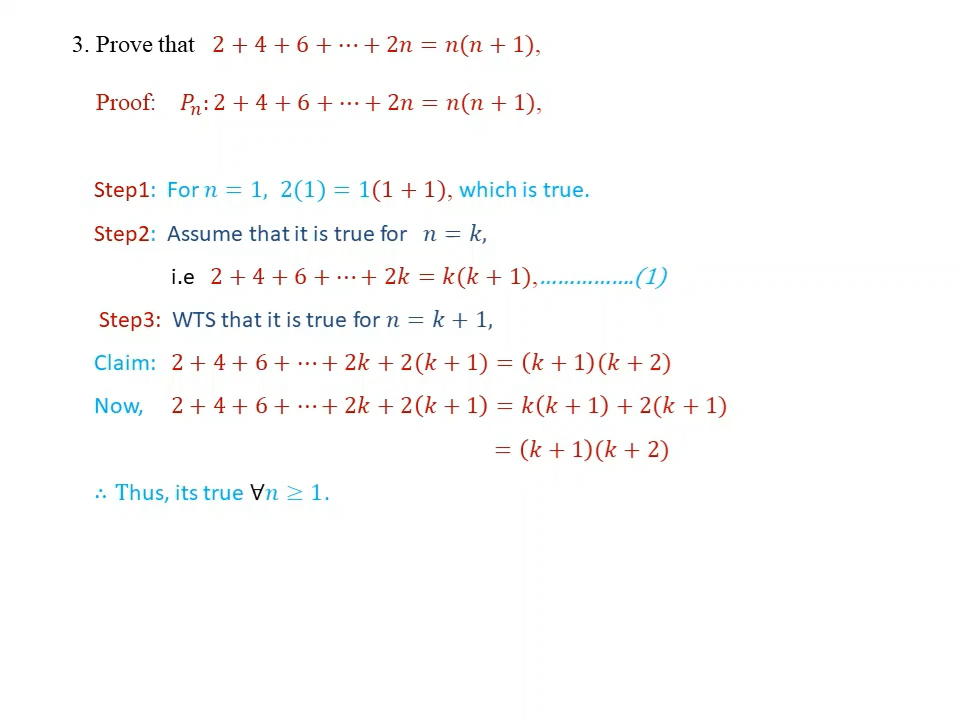 3. Prove that 2 + 4 + 6 + ⋯ + 2n = n(n + 1),
Proof: Pₙ: 2 + 4 + 6 + ⋯ + 2n = n(n + 1),
Step1: For n = 1, 2(1) = 1(1 + 1), which is true.
Step2: Assume that it is true for n = k,
i.e 2 + 4 + 6 + ⋯ + 2k = k(k + 1),................(1)
Step3: WTS that it is true for n = k + 1,
Claim: 2 + 4 + 6 + ⋯ + 2k + 2(k + 1) = (k + 1)(k + 2)
Now, 2 + 4 + 6 + ⋯ + 2k + 2(k + 1) = k(k + 1) + 2(k + 1)
= (k + 1)(k + 2)
∴ Thus, its true ∀n ≥ 1.